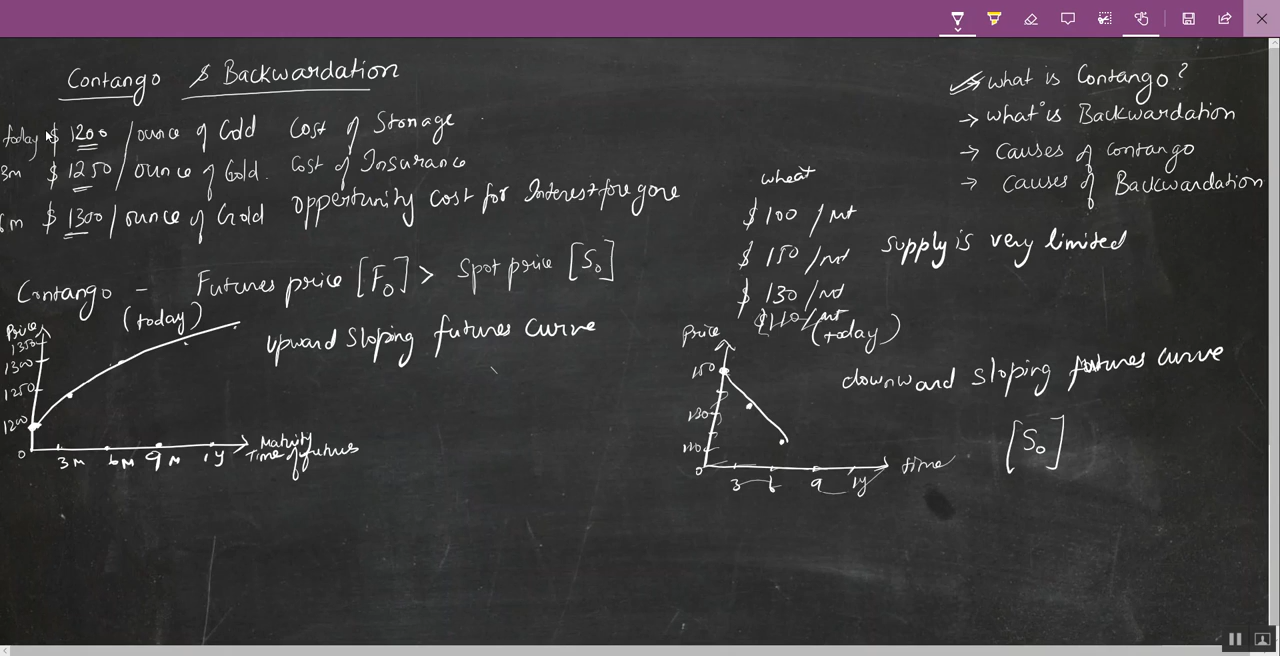 Contango & Backwardation
today $ 1200 / ounce of Gold Cost of Storage
3m $ 1250 / ounce of Gold. Cost of Insurance
6m $ 1300 / ounce of Gold opportunity cost for Interest foregone
Contango - Futures price [F₀] > Spot price [S₀]
(today)
upward sloping futures curve
Price
1350
1300
1250
1200
0
3M 6M 9M 1y
Maturity
Time of futures
what is Contango?
→ what is Backwardation
→ Causes of contango
→ Causes of Backwardation
wheat
$ 100 / mt
$ 150 / mt
$ 130 / mt
$110/mt
(today)
supply is very limited
downward sloping futures curve
[S₀]
Price
150
130
110
0
3 6 9 1y
time